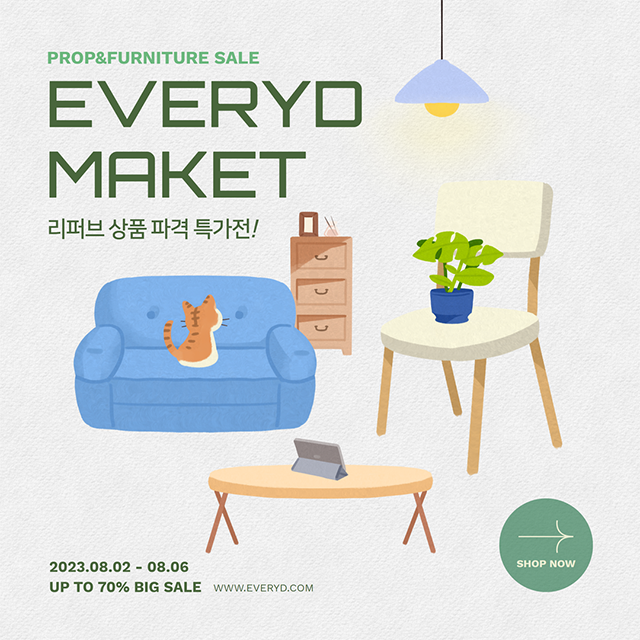 PROP&FURNITURE SALE
EVERYD
MAKET
리퍼브 상품 파격 특가전!
2023.08.02 - 08.06
UP TO 70% BIG SALE WWW.EVERYD.COM
SHOP NOW